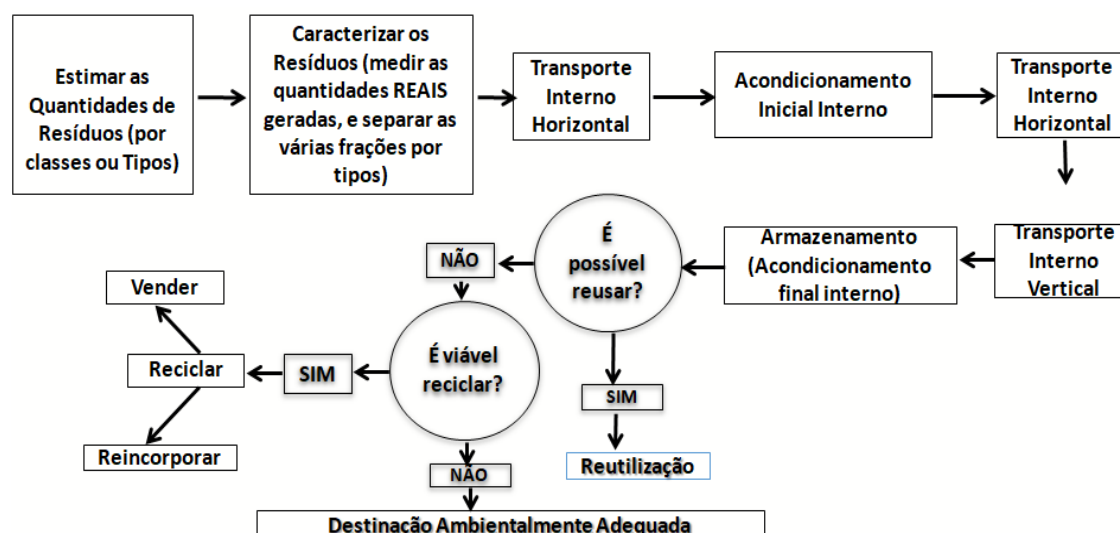 Estimar as
Quantidades de
Resíduos (por
classes ou Tipos)
Caracterizar os
Resíduos (medir as
quantidades REAIS
geradas, e separar as
várias frações por
tipos)
Transporte
Interno
Horizontal
Acondicionamento
Inicial Interno
Transporte
Interno
Horizontal
Transporte
Interno
Vertical
Armazenamento
(Acondicionamento
final interno)
É
possível
reusar?
NÃO
SIM
Reutilização
É viável
reciclar?
SIM
Reciclar
Vender
Reincorporar
NÃO
Destinação Ambientalmente Adequada